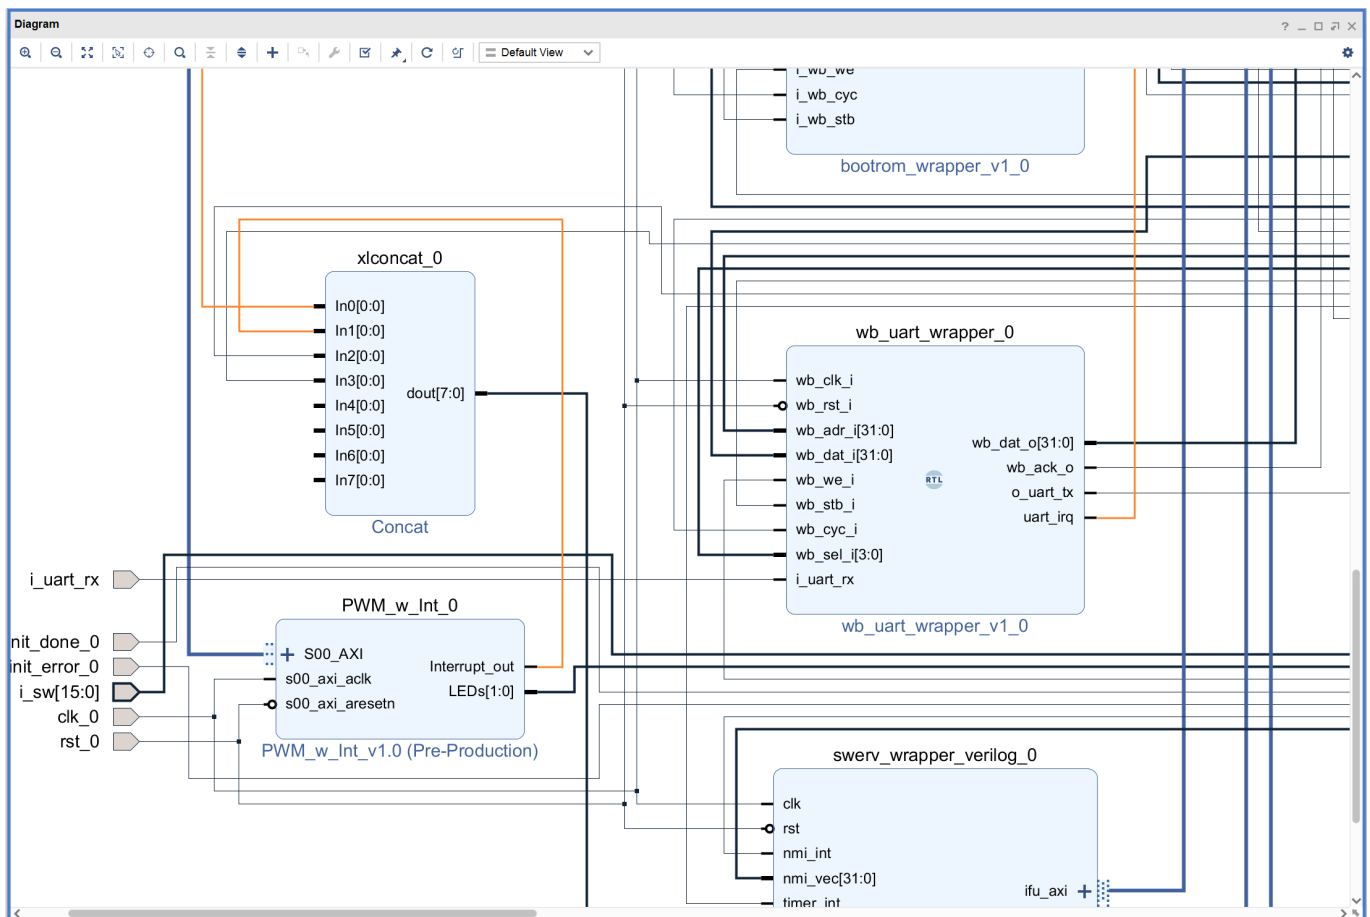 Diagram
?
Default View
i_wb_we
i_wb_cyc
i_wb_stb
bootrom_wrapper_v1_0
xlconcat_0
In0[0:0]
In1[0:0]
In2[0:0]
In3[0:0]
dout[7:0]
In4[0:0]
In5[0:0]
In6[0:0]
In7[0:0]
Concat
wb_uart_wrapper_0
wb_clk_i
wb_rst_i
wb_adr_i[31:0]
wb_dat_o[31:0]
wb_dat_i[31:0]
wb_ack_o
wb_we_i
RTL
o_uart_tx
wb_stb_i
uart_irq
wb_cyc_i
wb_sel_i[3:0]
i_uart_rx
wb_uart_wrapper_v1_0
i_uart_rx
nit_done_0
init_error_0
i_sw[15:0]
clk_0
rst_0
PWM_w_Int_0
S00_AXI
Interrupt_out
s00_axi_aclk
LEDs[1:0]
s00_axi_aresetn
PWM_w_Int_v1.0 (Pre-Production)
swerv_wrapper_verilog_0
clk
rst
nmi_int
nmi_vec[31:0]
ifu_axi
timer_int